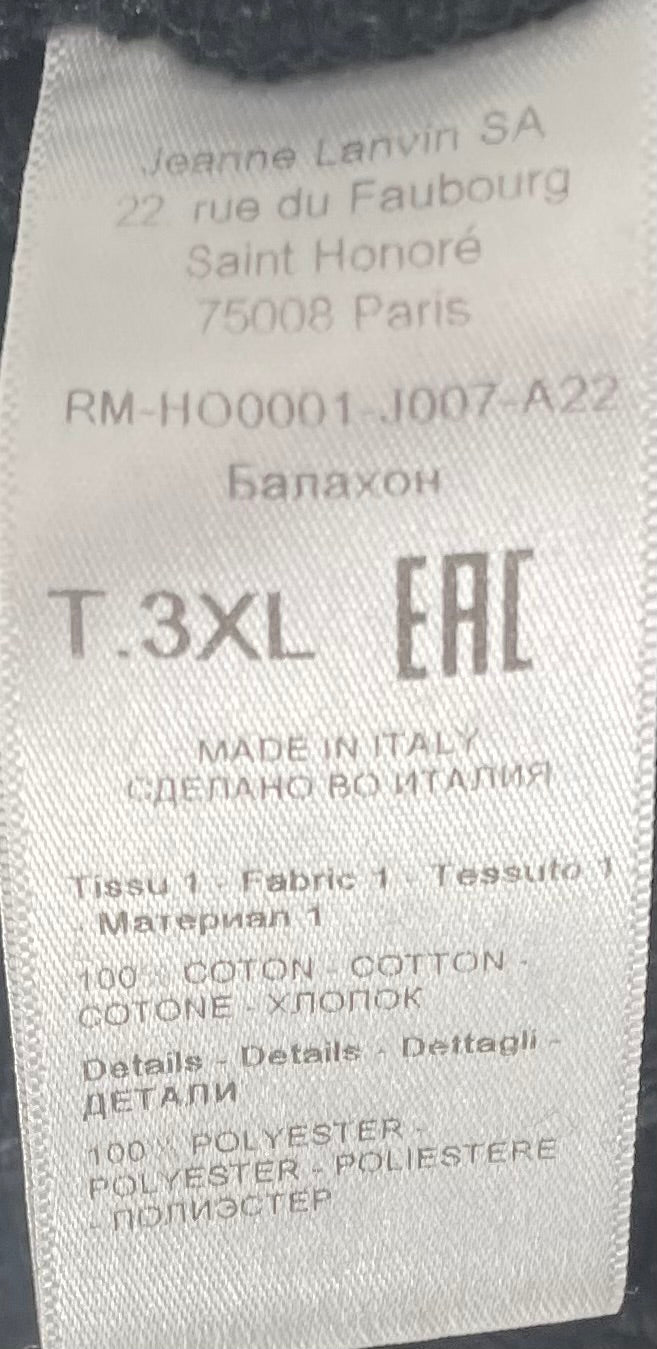 Jeanne Lanvin SA
22 rue du Faubourg
Saint Honoré
75008 Paris
RM-HO0001-J007-A22
Балахон
T.3XL EAC
MADE IN ITALY
СДЕЛАНО ВО ИТАЛИЯ
Tissu 1 - Fabric 1 - Tessuto 1
- Материал 1
100 % COTON - COTTON -
COTONE - ХЛОПОК
Details - Details - Dettagli -
ДЕТАЛИ
100 % POLYESTER -
POLYESTER - POLIESTERE
- ПОЛИЭСТЕР